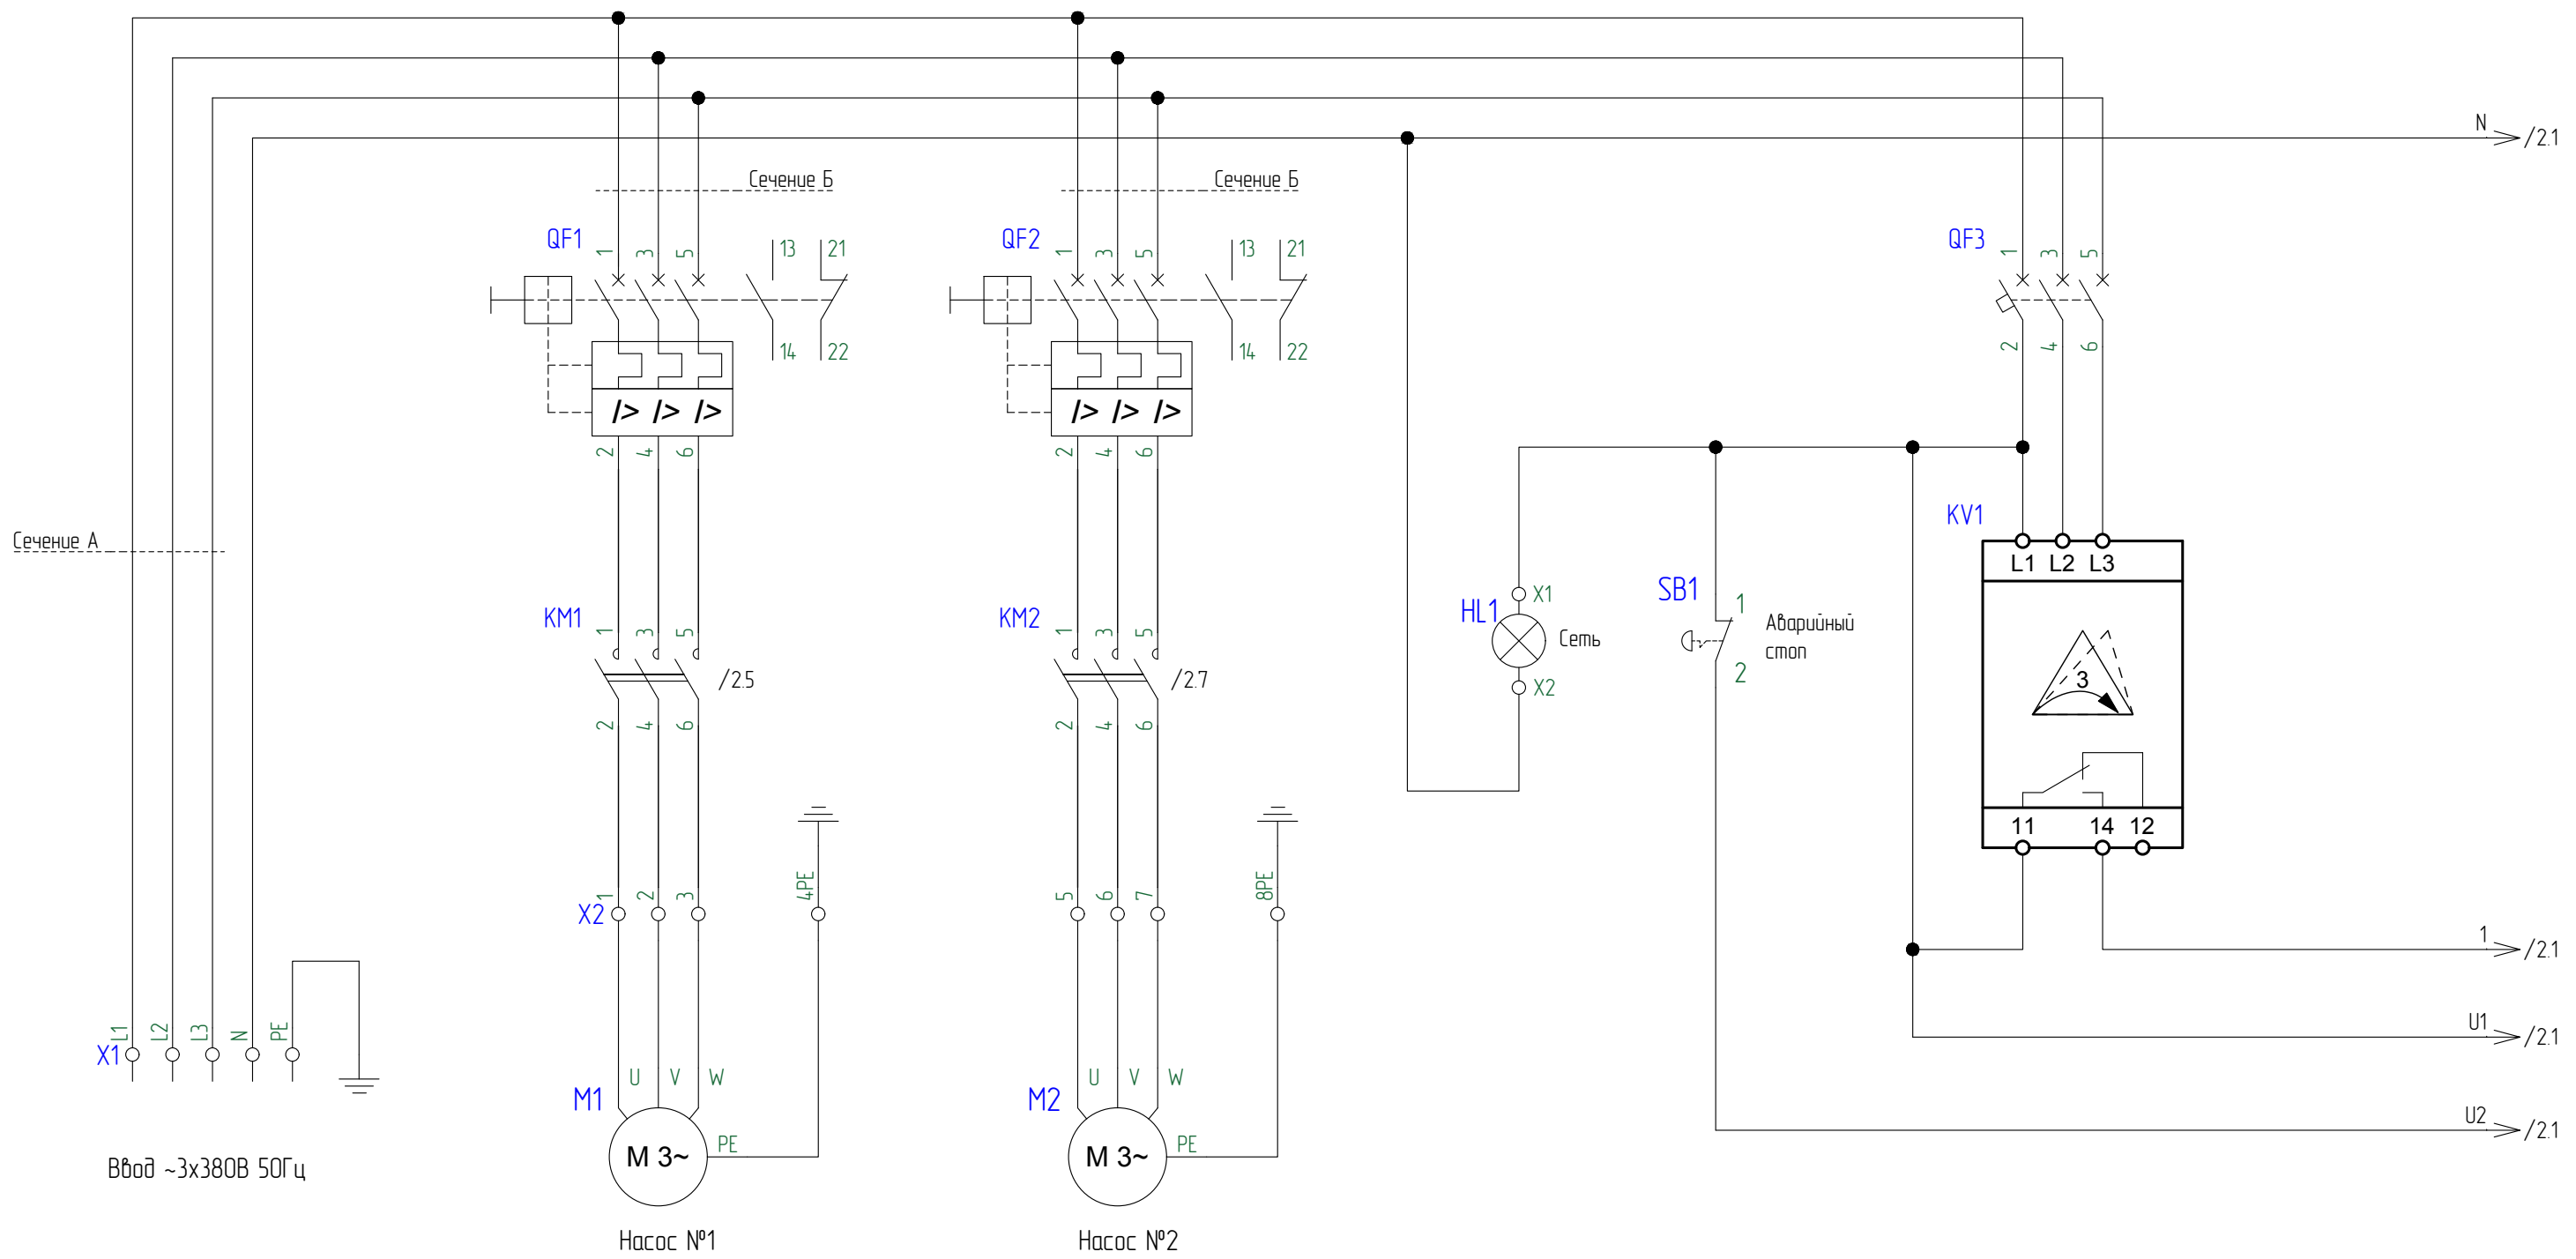 N
/2.1
Сечение Б
Сечение Б
QF1
1
3
5
13
21
14
22
I> I> I>
2
4
6
QF2
1
3
5
13
21
14
22
I> I> I>
2
4
6
QF3
1
3
5
2
4
6
Сечение А
KM1
1
3
5
/2.5
2
4
6
KM2
1
3
5
/2.7
2
4
6
HL1
X1
Сеть
X2
SB1
1
Аварийный
стоп
2
KV1
L1 L2 L3
3
11 14 12
X2
1
2
3
4PE
5
6
7
8PE
1
/2.1
U1
/2.1
U2
/2.1
X1
L1
L2
L3
N
PE
Ввод ~3х380В 50Гц
M1
U
V
W
M 3~
PE
Насос №1
M2
U
V
W
M 3~
PE
Насос №2